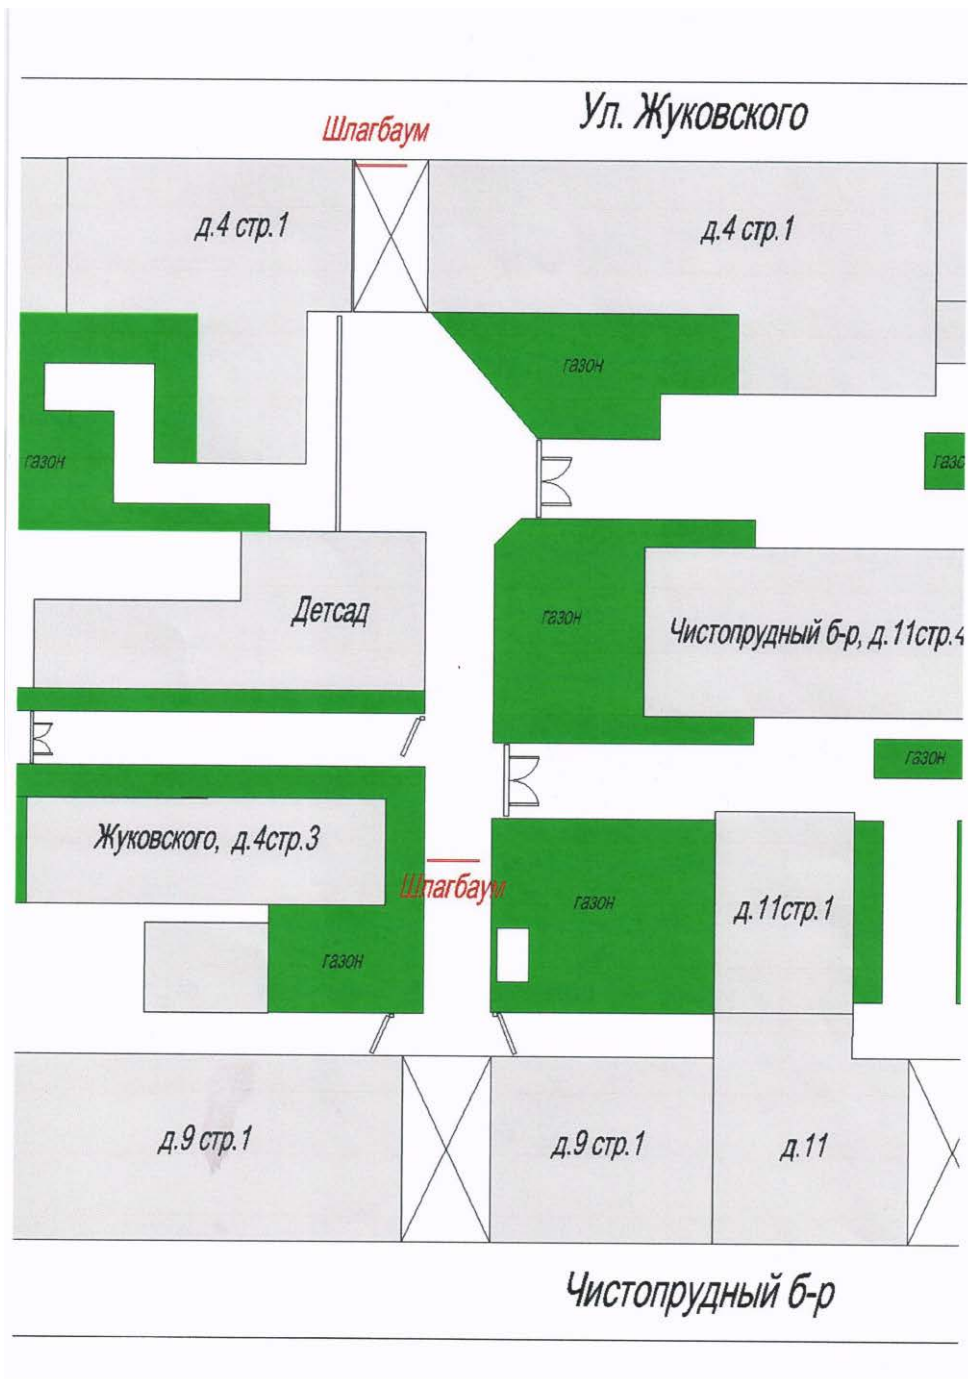 Ул. Жуковского
Шлагбаум
д.4 стр.1
д.4 стр.1
газон
газон
газо
Детсад
газон
Чистопрудный б-р, д.11стр.4
газон
Жуковского, д.4стр.3
Шлагбаум
газон
д.11стр.1
газон
д.9 стр.1
д.9 стр.1
д.11
Чистопрудный б-р